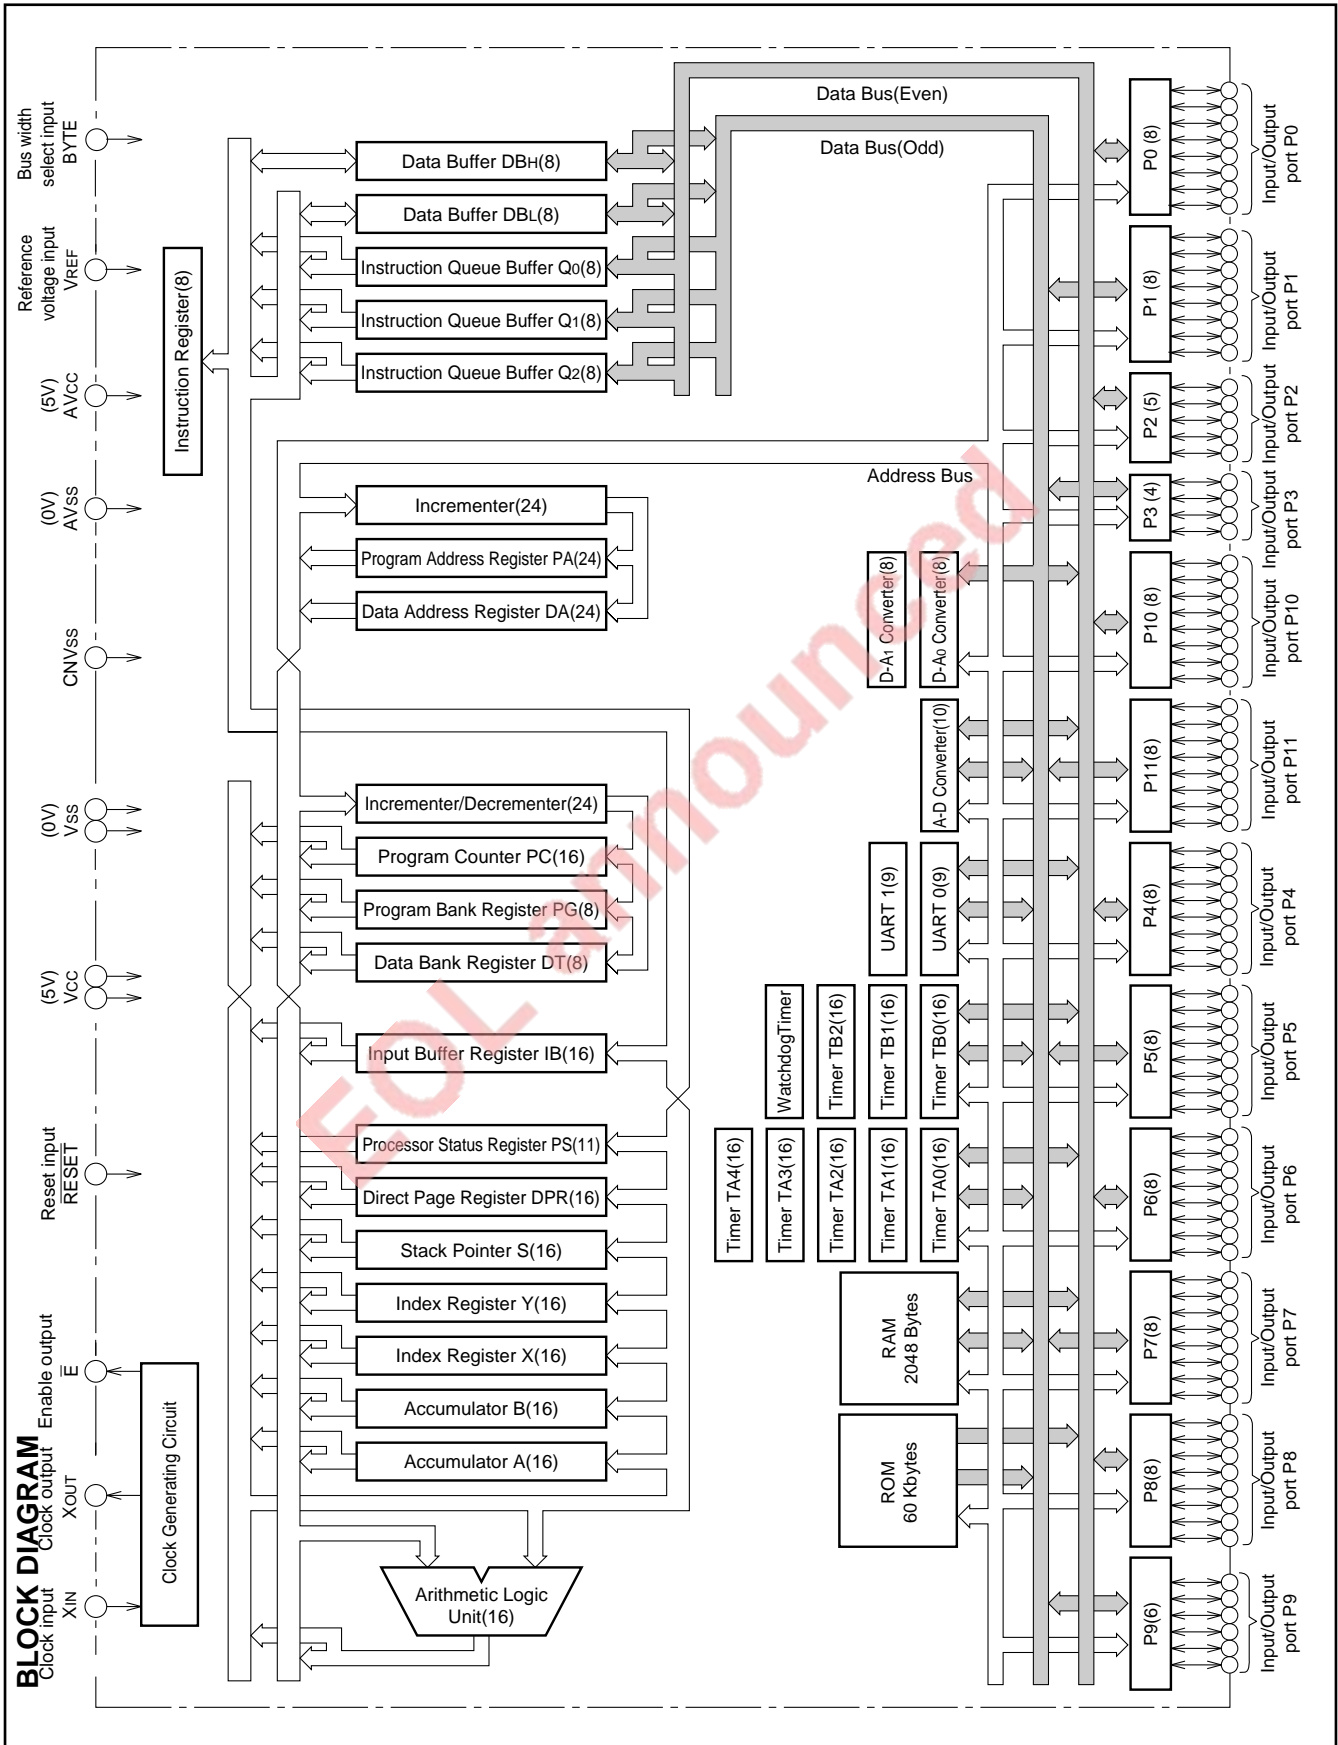 BLOCK DIAGRAM
Clock input
XIN
Clock output
XOUT
Enable output
E
Reset input
RESET
(5V)
VCC
(0V)
VSS
CNVSS
(0V)
AVSS
(5V)
AVCC
Reference
voltage input
VREF
Bus width
select input
BYTE
Clock Generating Circuit
Instruction Register(8)
Data Buffer DBH(8)
Data Buffer DBL(8)
Instruction Queue Buffer Q0(8)
Instruction Queue Buffer Q1(8)
Instruction Queue Buffer Q2(8)
Incrementer(24)
Program Address Register PA(24)
Data Address Register DA(24)
Incrementer/Decrementer(24)
Program Counter PC(16)
Program Bank Register PG(8)
Data Bank Register DT(8)
Input Buffer Register IB(16)
Processor Status Register PS(11)
Direct Page Register DPR(16)
Stack Pointer S(16)
Index Register Y(16)
Index Register X(16)
Accumulator B(16)
Accumulator A(16)
Arithmetic Logic
Unit(16)
Data Bus(Even)
Data Bus(Odd)
Address Bus
D-A1 Converter(8)
D-A0 Converter(8)
A-D Converter(10)
UART 1(9)
UART 0(9)
WatchdogTimer
Timer TB2(16)
Timer TB1(16)
Timer TB0(16)
Timer TA4(16)
Timer TA3(16)
Timer TA2(16)
Timer TA1(16)
Timer TA0(16)
RAM
2048 Bytes
ROM
60 Kbytes
P0 (8)
P1 (8)
P2 (5)
P3 (4)
P10 (8)
P11(8)
P4(8)
P5(8)
P6(8)
P7(8)
P8(8)
P9(6)
Input/Output
port P0
Input/Output
port P1
Input/Output
port P2
Input/Output
port P3
Input/Output
port P10
Input/Output
port P11
Input/Output
port P4
Input/Output
port P5
Input/Output
port P6
Input/Output
port P7
Input/Output
port P8
Input/Output
port P9
EOL announced